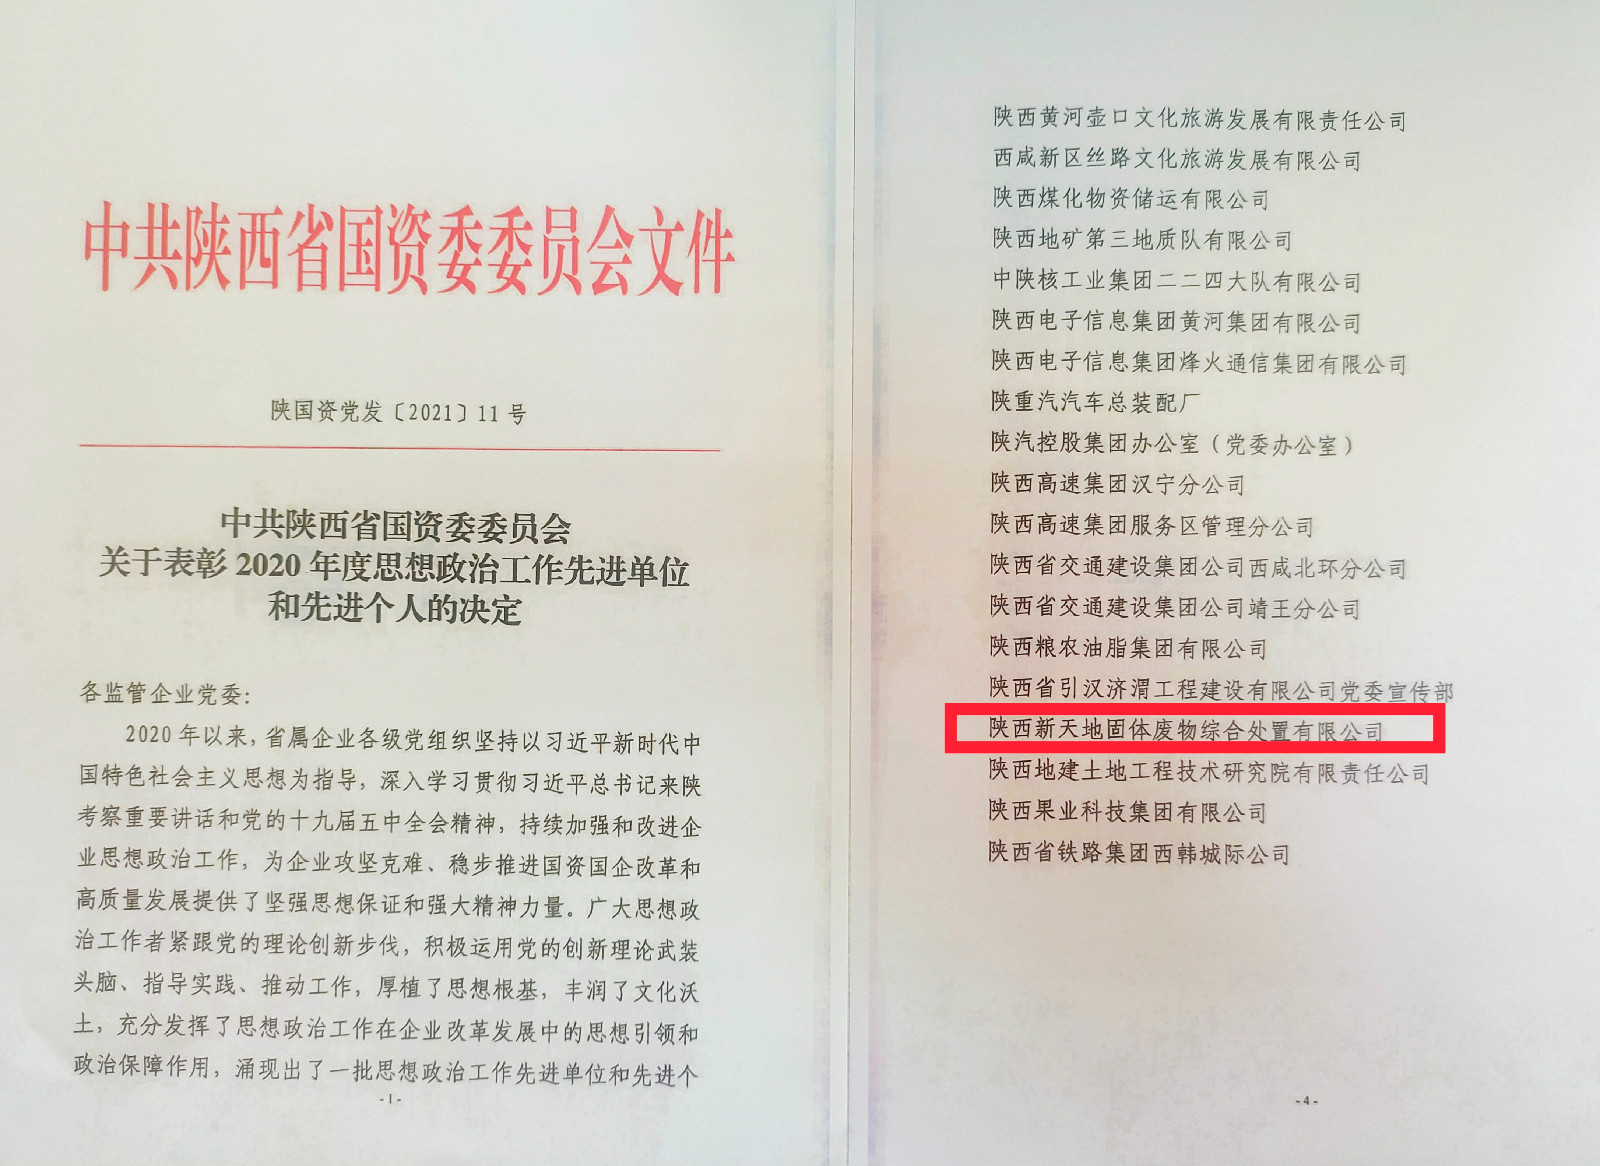 中共陕西省国资委委员会文件
陕国资党发〔2021〕11 号
中共陕西省国资委委员会
关于表彰 2020 年度思想政治工作先进单位
和先进个人的决定
各监管企业党委:
2020 年以来，省属企业各级党组织坚持以习近平新时代中
国特色社会主义思想为指导，深入学习贯彻习近平总书记来陕
考察重要讲话和党的十九届五中全会精神，持续加强和改进企
业思想政治工作，为企业攻坚克难、稳步推进国资国企改革和
高质量发展提供了坚强思想保证和强大精神力量。广大思想政
治工作者紧跟党的理论创新步伐，积极运用党的创新理论武装
头脑、指导实践、推动工作，厚植了思想根基，丰润了文化沃
土，充分发挥了思想政治工作在企业改革发展中的思想引领和
政治保障作用，涌现出了一批思想政治工作先进单位和先进个
- 1 -
陕西黄河壶口文化旅游发展有限责任公司
西咸新区丝路文化旅游发展有限公司
陕西煤化物资储运有限公司
陕西地矿第三地质队有限公司
中陕核工业集团二二四大队有限公司
陕西电子信息集团黄河集团有限公司
陕西电子信息集团烽火通信集团有限公司
陕重汽汽车总装配厂
陕汽控股集团办公室（党委办公室）
陕西高速集团汉宁分公司
陕西高速集团服务区管理分公司
陕西省交通建设集团公司西咸北环分公司
陕西省交通建设集团公司靖王分公司
陕西粮农油脂集团有限公司
陕西省引汉济渭工程建设有限公司党委宣传部
陕西新天地固体废物综合处置有限公司
陕西地建土地工程技术研究院有限责任公司
陕西果业科技集团有限公司
陕西省铁路集团西韩城际公司
- 4 -